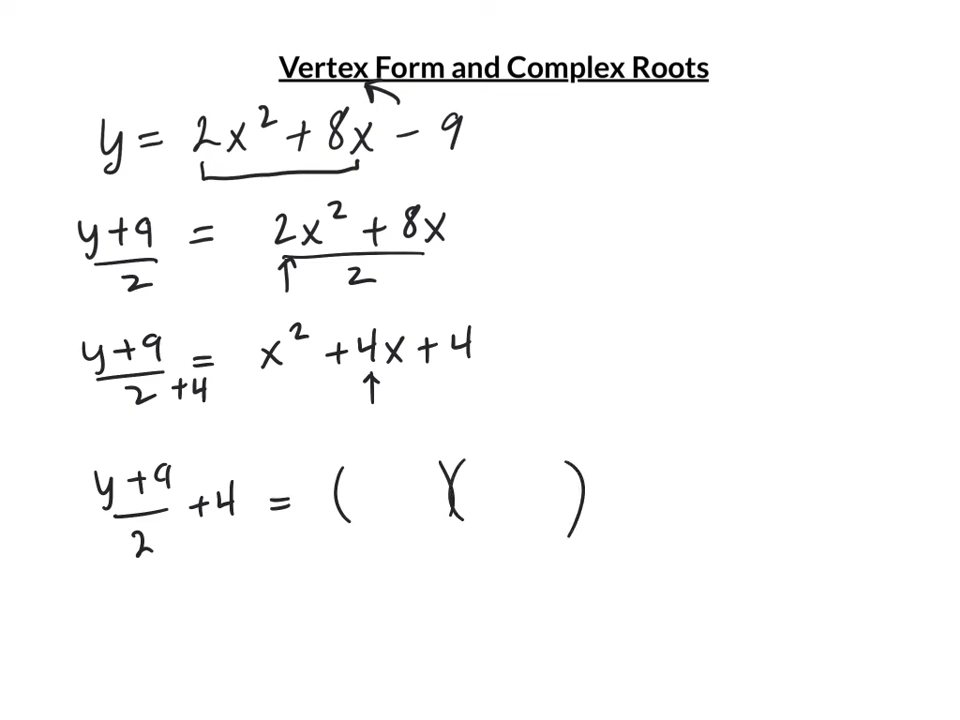 Vertex Form and Complex Roots
y = 2x² + 8x - 9
(y+9)/2 = (2x² + 8x)/2
(y+9)/2 +4 = x² + 4x + 4
(y+9)/2 + 4 = (   )(   )